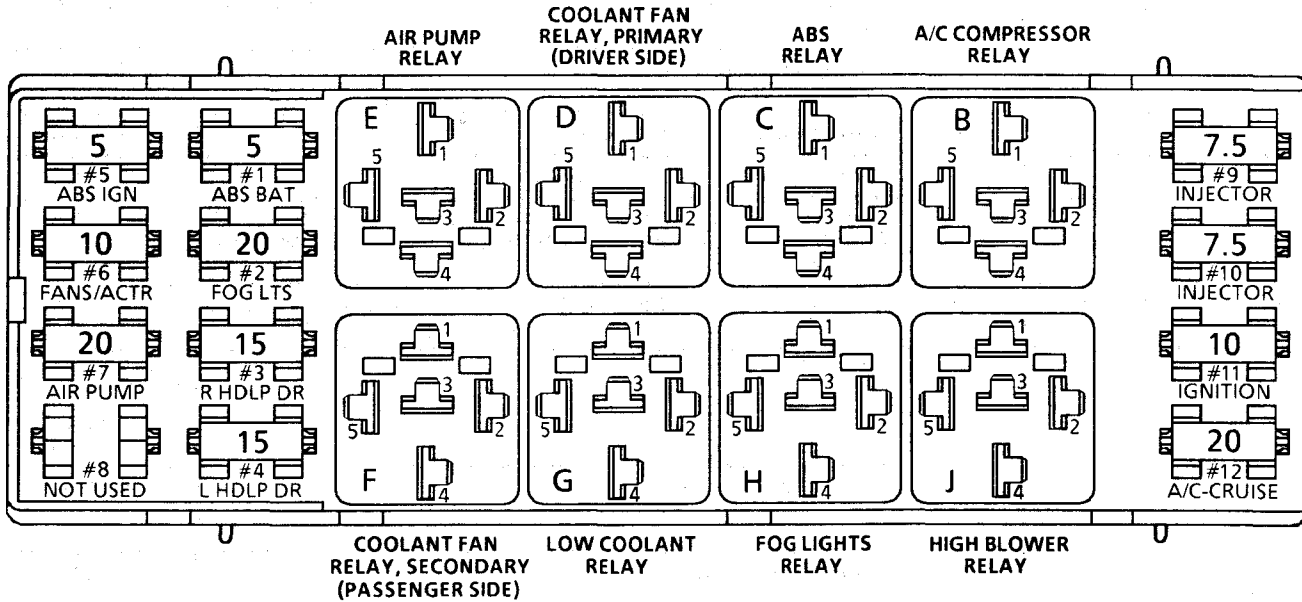 AIR PUMP
RELAY
COOLANT FAN
RELAY, PRIMARY
(DRIVER SIDE)
ABS
RELAY
A/C COMPRESSOR
RELAY
5
#5
ABS IGN
5
#1
ABS BAT
10
#6
FANS/ACTR
20
#2
FOG LTS
20
#7
AIR PUMP
15
#3
R HDLP DR
#8
NOT USED
15
#4
L HDLP DR
E
1
5
3
2
4
D
1
5
3
2
4
C
1
5
3
2
4
B
1
5
3
2
4
F
1
3
5
2
4
G
1
3
5
2
4
H
1
3
5
2
4
J
1
3
5
2
4
7.5
#9
INJECTOR
7.5
#10
INJECTOR
10
#11
IGNITION
20
#12
A/C-CRUISE
COOLANT FAN
RELAY, SECONDARY
(PASSENGER SIDE)
LOW COOLANT
RELAY
FOG LIGHTS
RELAY
HIGH BLOWER
RELAY